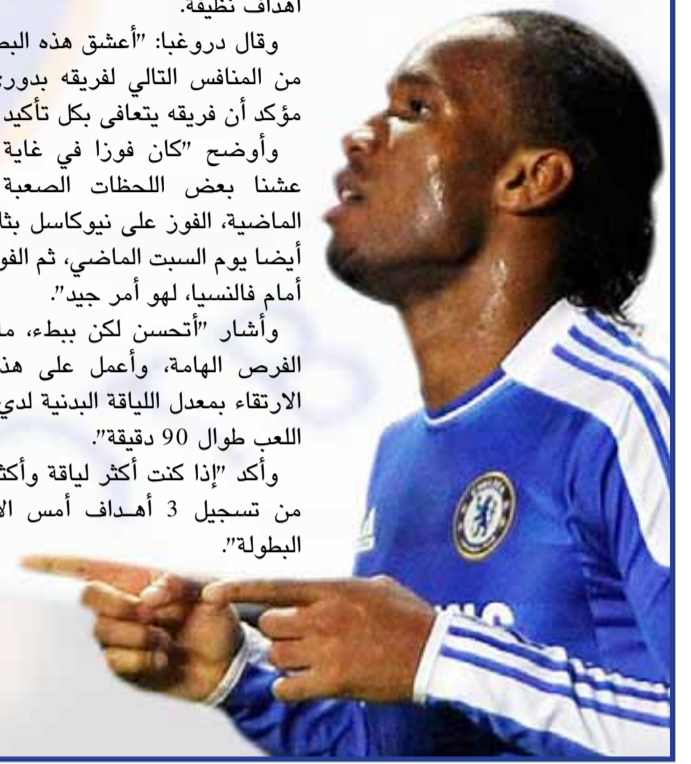 أهداف نظيفة.
وقال دروغبا: ”أعشق هذه البط
من المنافس التالي لفريقه بدوري
مؤكد أن فريقه يتعافى بكل تأكيد
وأوضح ”كان فوزا في غاية
عشنا بعض اللحظات الصعبة
الماضية، الفوز على نيوكاسل بثا
أيضا يوم السبت الماضي، ثم الفو
أمام فالنسيا، لهو أمر جيد”.
وأشار ”أتحسن لكن ببطء، ما
الفرص الهامة، وأعمل على هذ
الارتقاء بمعدل اللياقة البدنية لدي
اللعب طوال 90 دقيقة”.
وأكد ”إذا كنت أكثر لياقة وأكث
من تسجيل 3 أهـداف أمس الا
البطولة”.